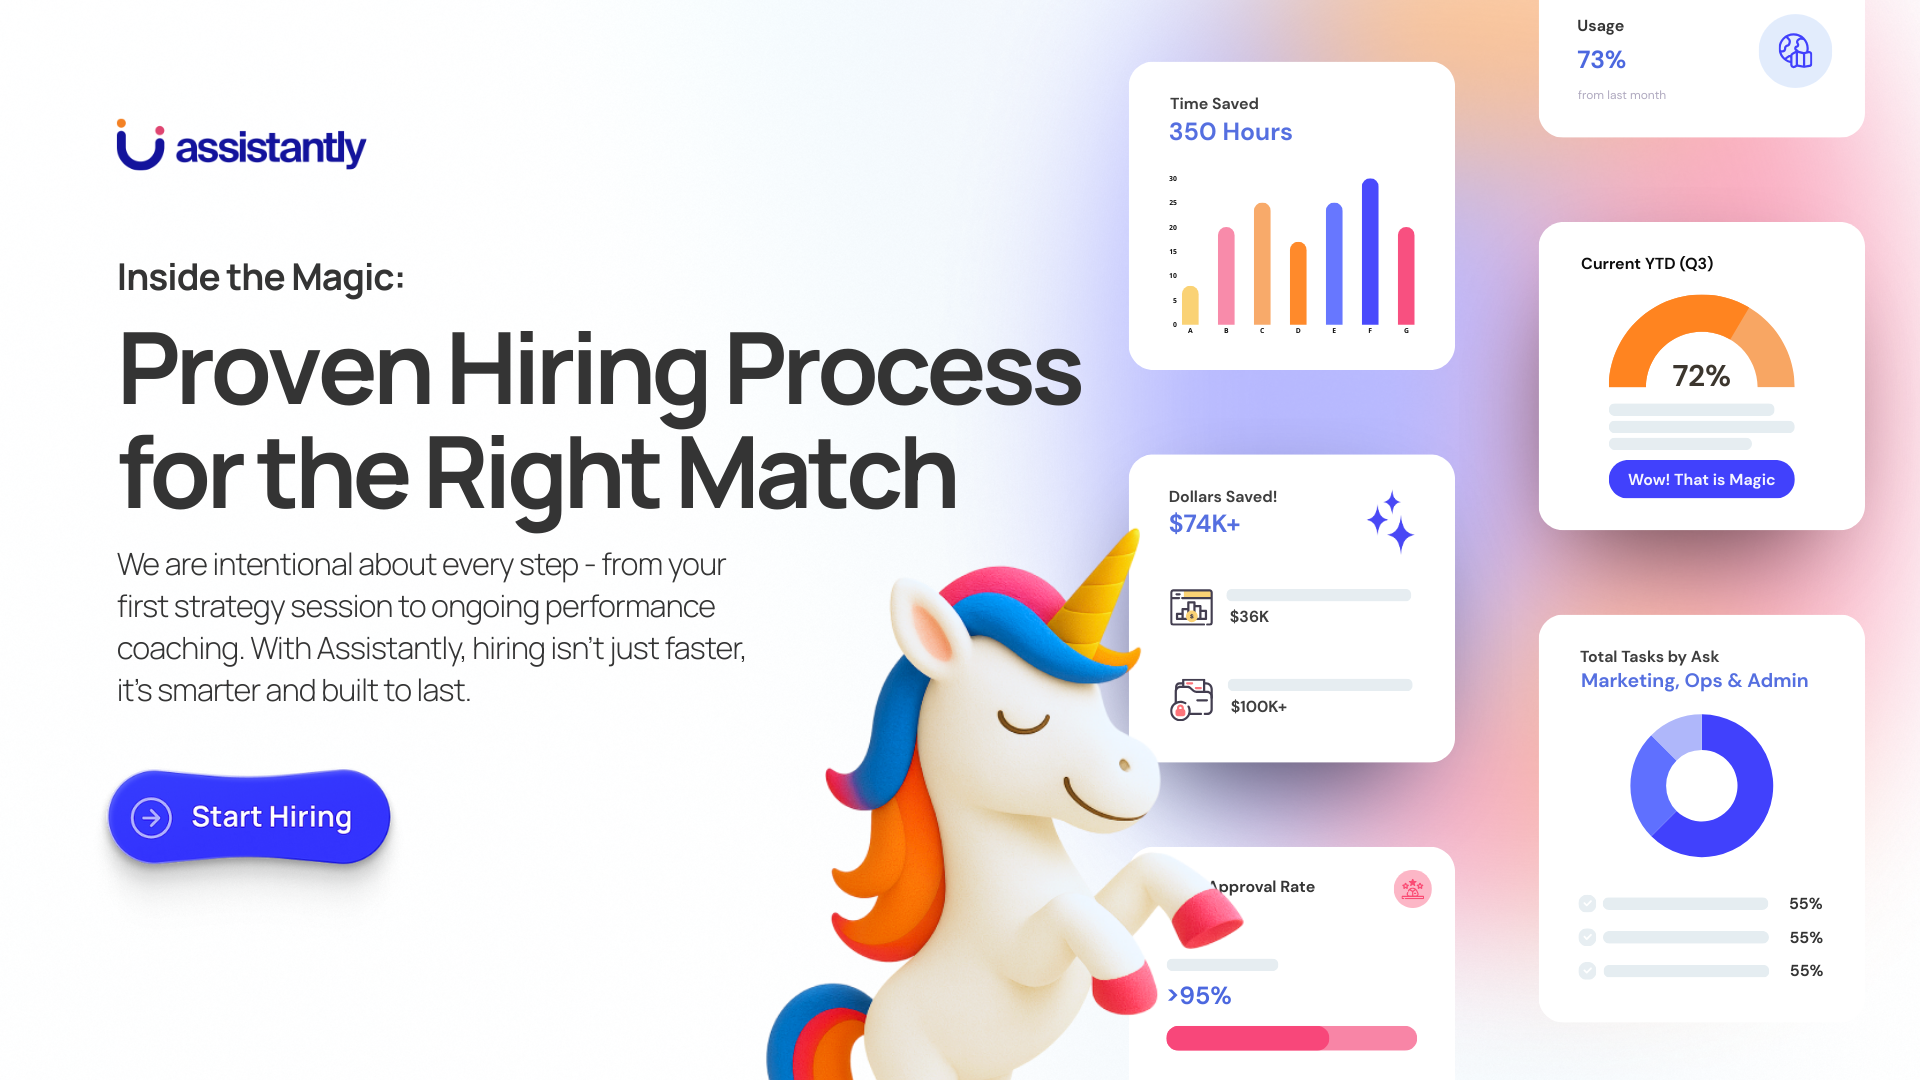 assistantly
Inside the Magic:
Proven Hiring Process
for the Right Match
We are intentional about every step - from your
first strategy session to ongoing performance
coaching. With Assistantly, hiring isn't just faster,
it's smarter and built to last.
Start Hiring
Time Saved
350 Hours
30
25
20
15
10
5
0
A B C D E F G
Dollars Saved!
$74K+
$36K
$100K+
Approval Rate
>95%
Usage
73%
from last month
Current YTD (Q3)
72%
Wow! That is Magic
Total Tasks by Ask
Marketing, Ops & Admin
55%
55%
55%